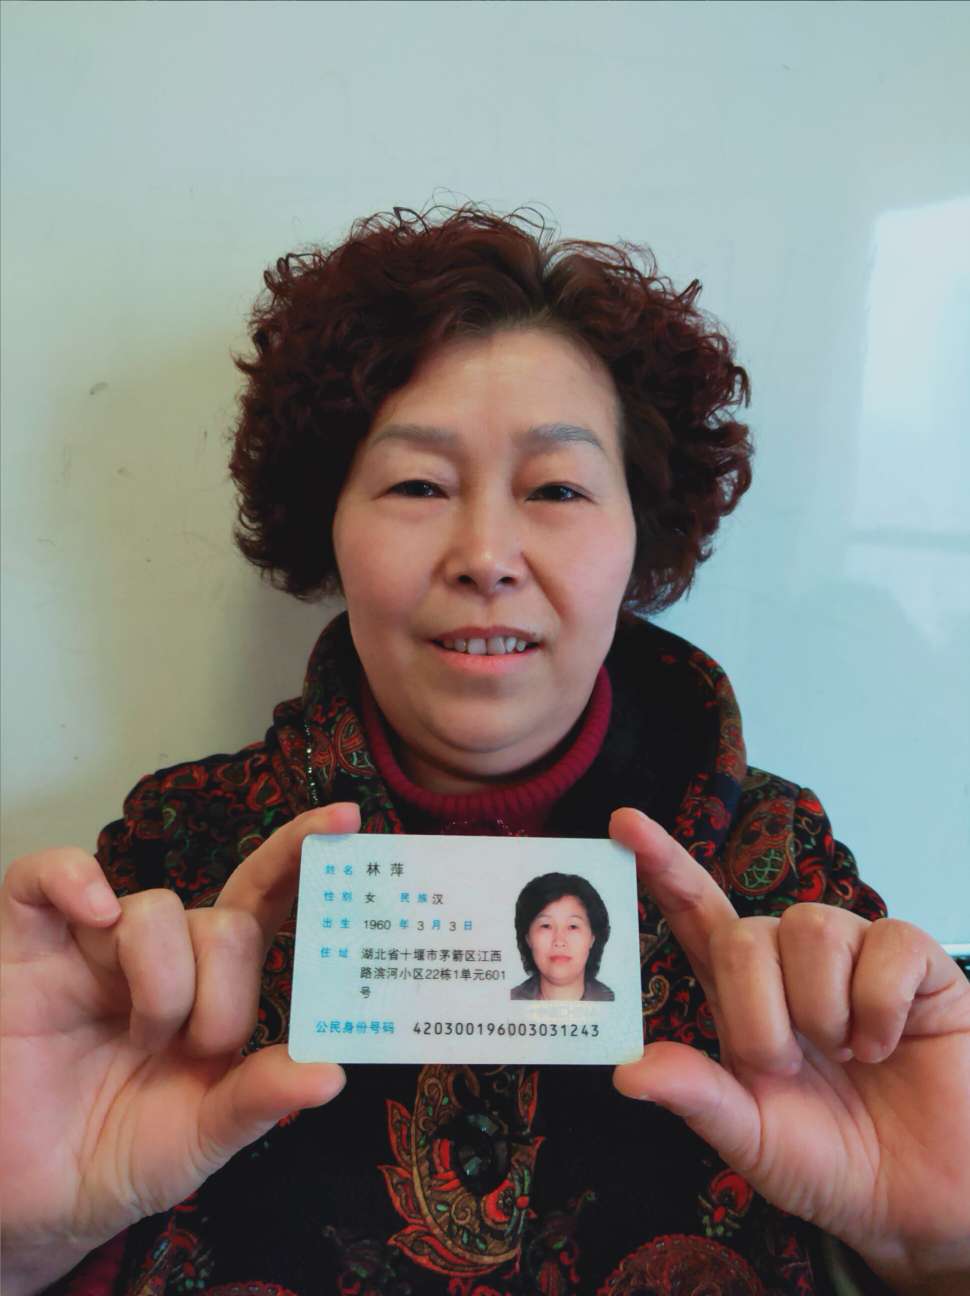 姓名 林萍
性别 女 民族 汉
出生 1960 年 3 月 3 日
住址 湖北省十堰市茅箭区江西
路滨河小区22栋1单元601
号
公民身份号码 420300196003031243